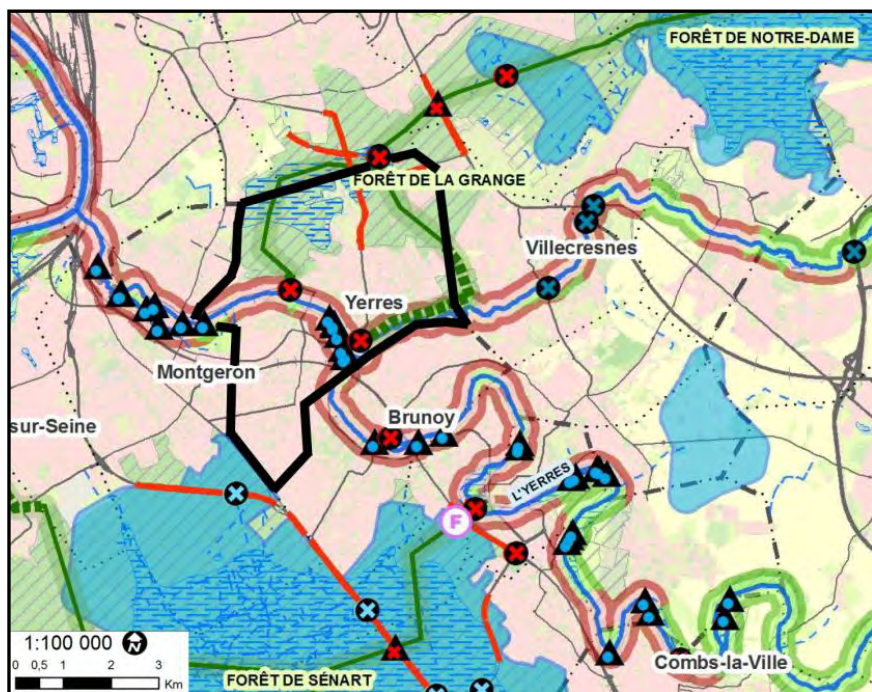 FORÊT DE NOTRE-DAME
FORÊT DE LA GRANGE
Villecresnes
Yerres
Montgeron
sur-Seine
Brunoy
L'YERRES
F
1:100 000 N
Combs-la-Ville
0 0,5 1 2 3
Km
FORÊT DE SÉNART